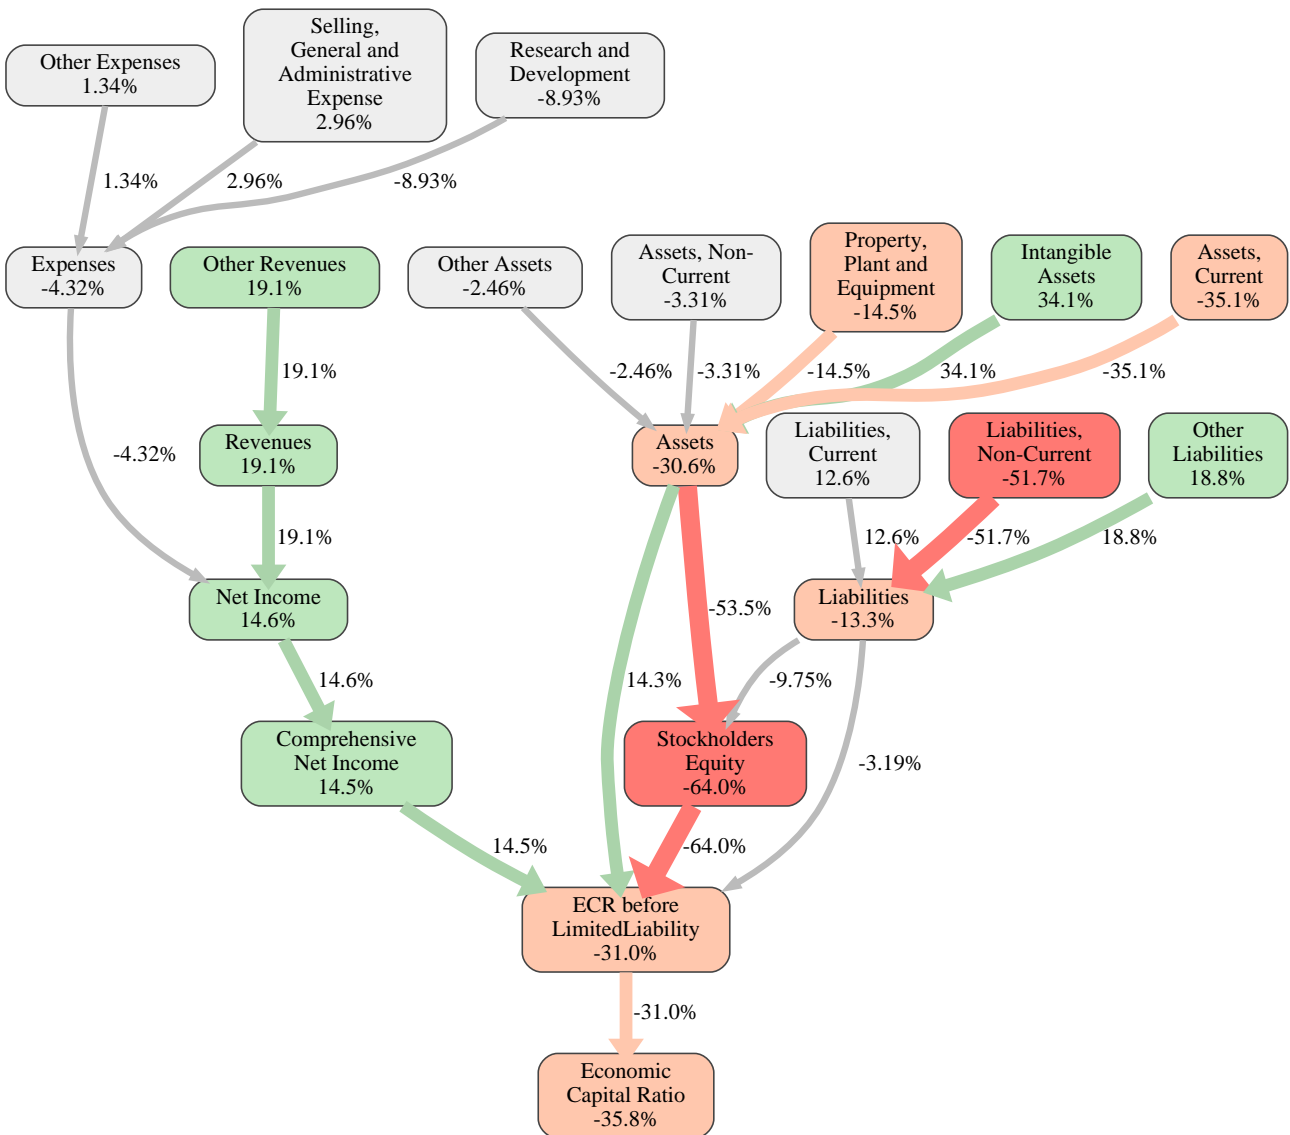 Other Expenses
1.34%
Selling,
General and
Administrative
Expense
2.96%
Research and
Development
-8.93%
1.34%
2.96%
-8.93%
Expenses
-4.32%
Other Revenues
19.1%
Other Assets
-2.46%
Assets, Non-
Current
-3.31%
Property,
Plant and
Equipment
-14.5%
Intangible
Assets
34.1%
Assets,
Current
-35.1%
19.1%
-2.46%
-3.31%
-14.5%
34.1%
-35.1%
-4.32%
Revenues
19.1%
Assets
-30.6%
Liabilities,
Current
12.6%
Liabilities,
Non-Current
-51.7%
Other
Liabilities
18.8%
19.1%
12.6%
-51.7%
18.8%
Net Income
14.6%
-53.5%
Liabilities
-13.3%
14.6%
14.3%
-9.75%
Comprehensive
Net Income
14.5%
Stockholders
Equity
-64.0%
-3.19%
14.5%
-64.0%
ECR before
LimitedLiability
-31.0%
-31.0%
Economic
Capital Ratio
-35.8%